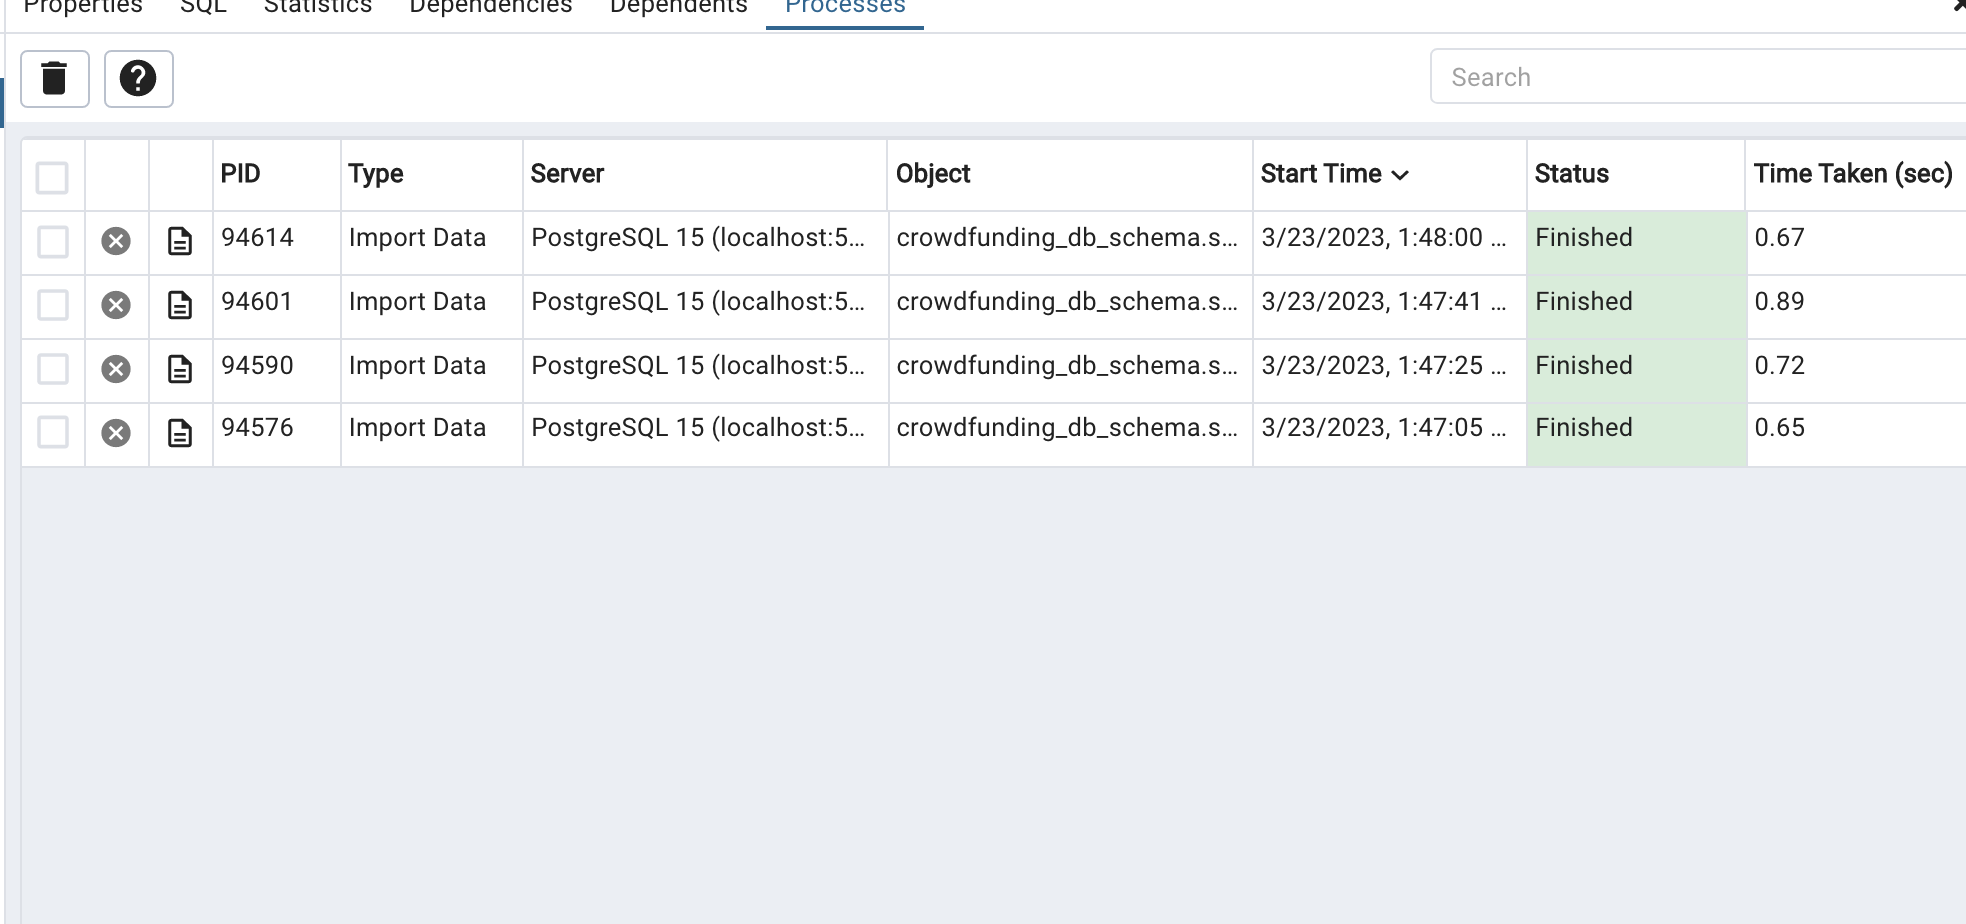 Properties SQL Statistics Dependencies Dependents Processes
Search
PID Type Server Object Start Time Status Time Taken (sec)
94614 Import Data PostgreSQL 15 (localhost:5... crowdfunding_db_schema.s... 3/23/2023, 1:48:00 ... Finished 0.67
94601 Import Data PostgreSQL 15 (localhost:5... crowdfunding_db_schema.s... 3/23/2023, 1:47:41 ... Finished 0.89
94590 Import Data PostgreSQL 15 (localhost:5... crowdfunding_db_schema.s... 3/23/2023, 1:47:25 ... Finished 0.72
94576 Import Data PostgreSQL 15 (localhost:5... crowdfunding_db_schema.s... 3/23/2023, 1:47:05 ... Finished 0.65